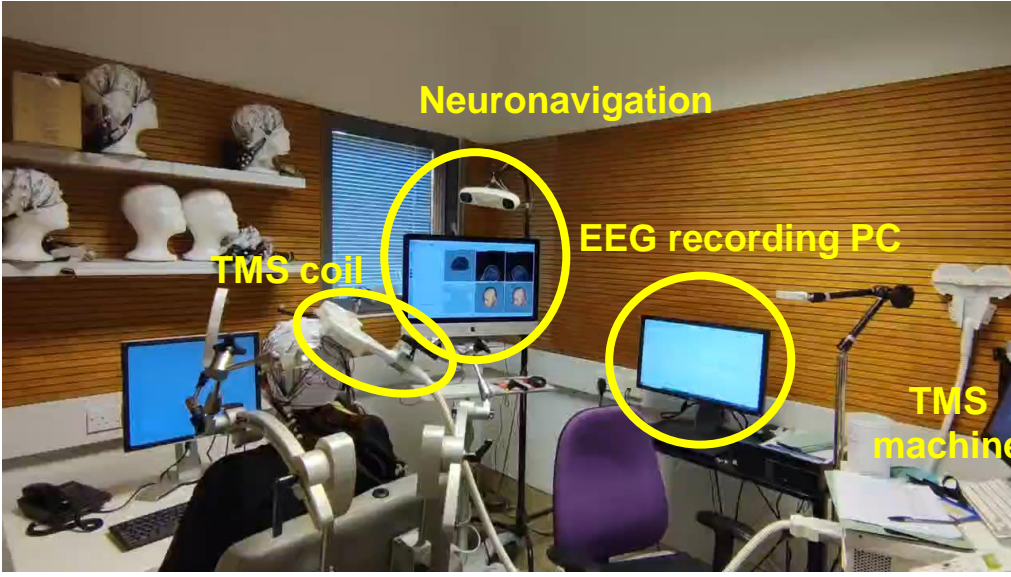 Neuronavigation
EEG recording PC
TMS coil
TMS
machine